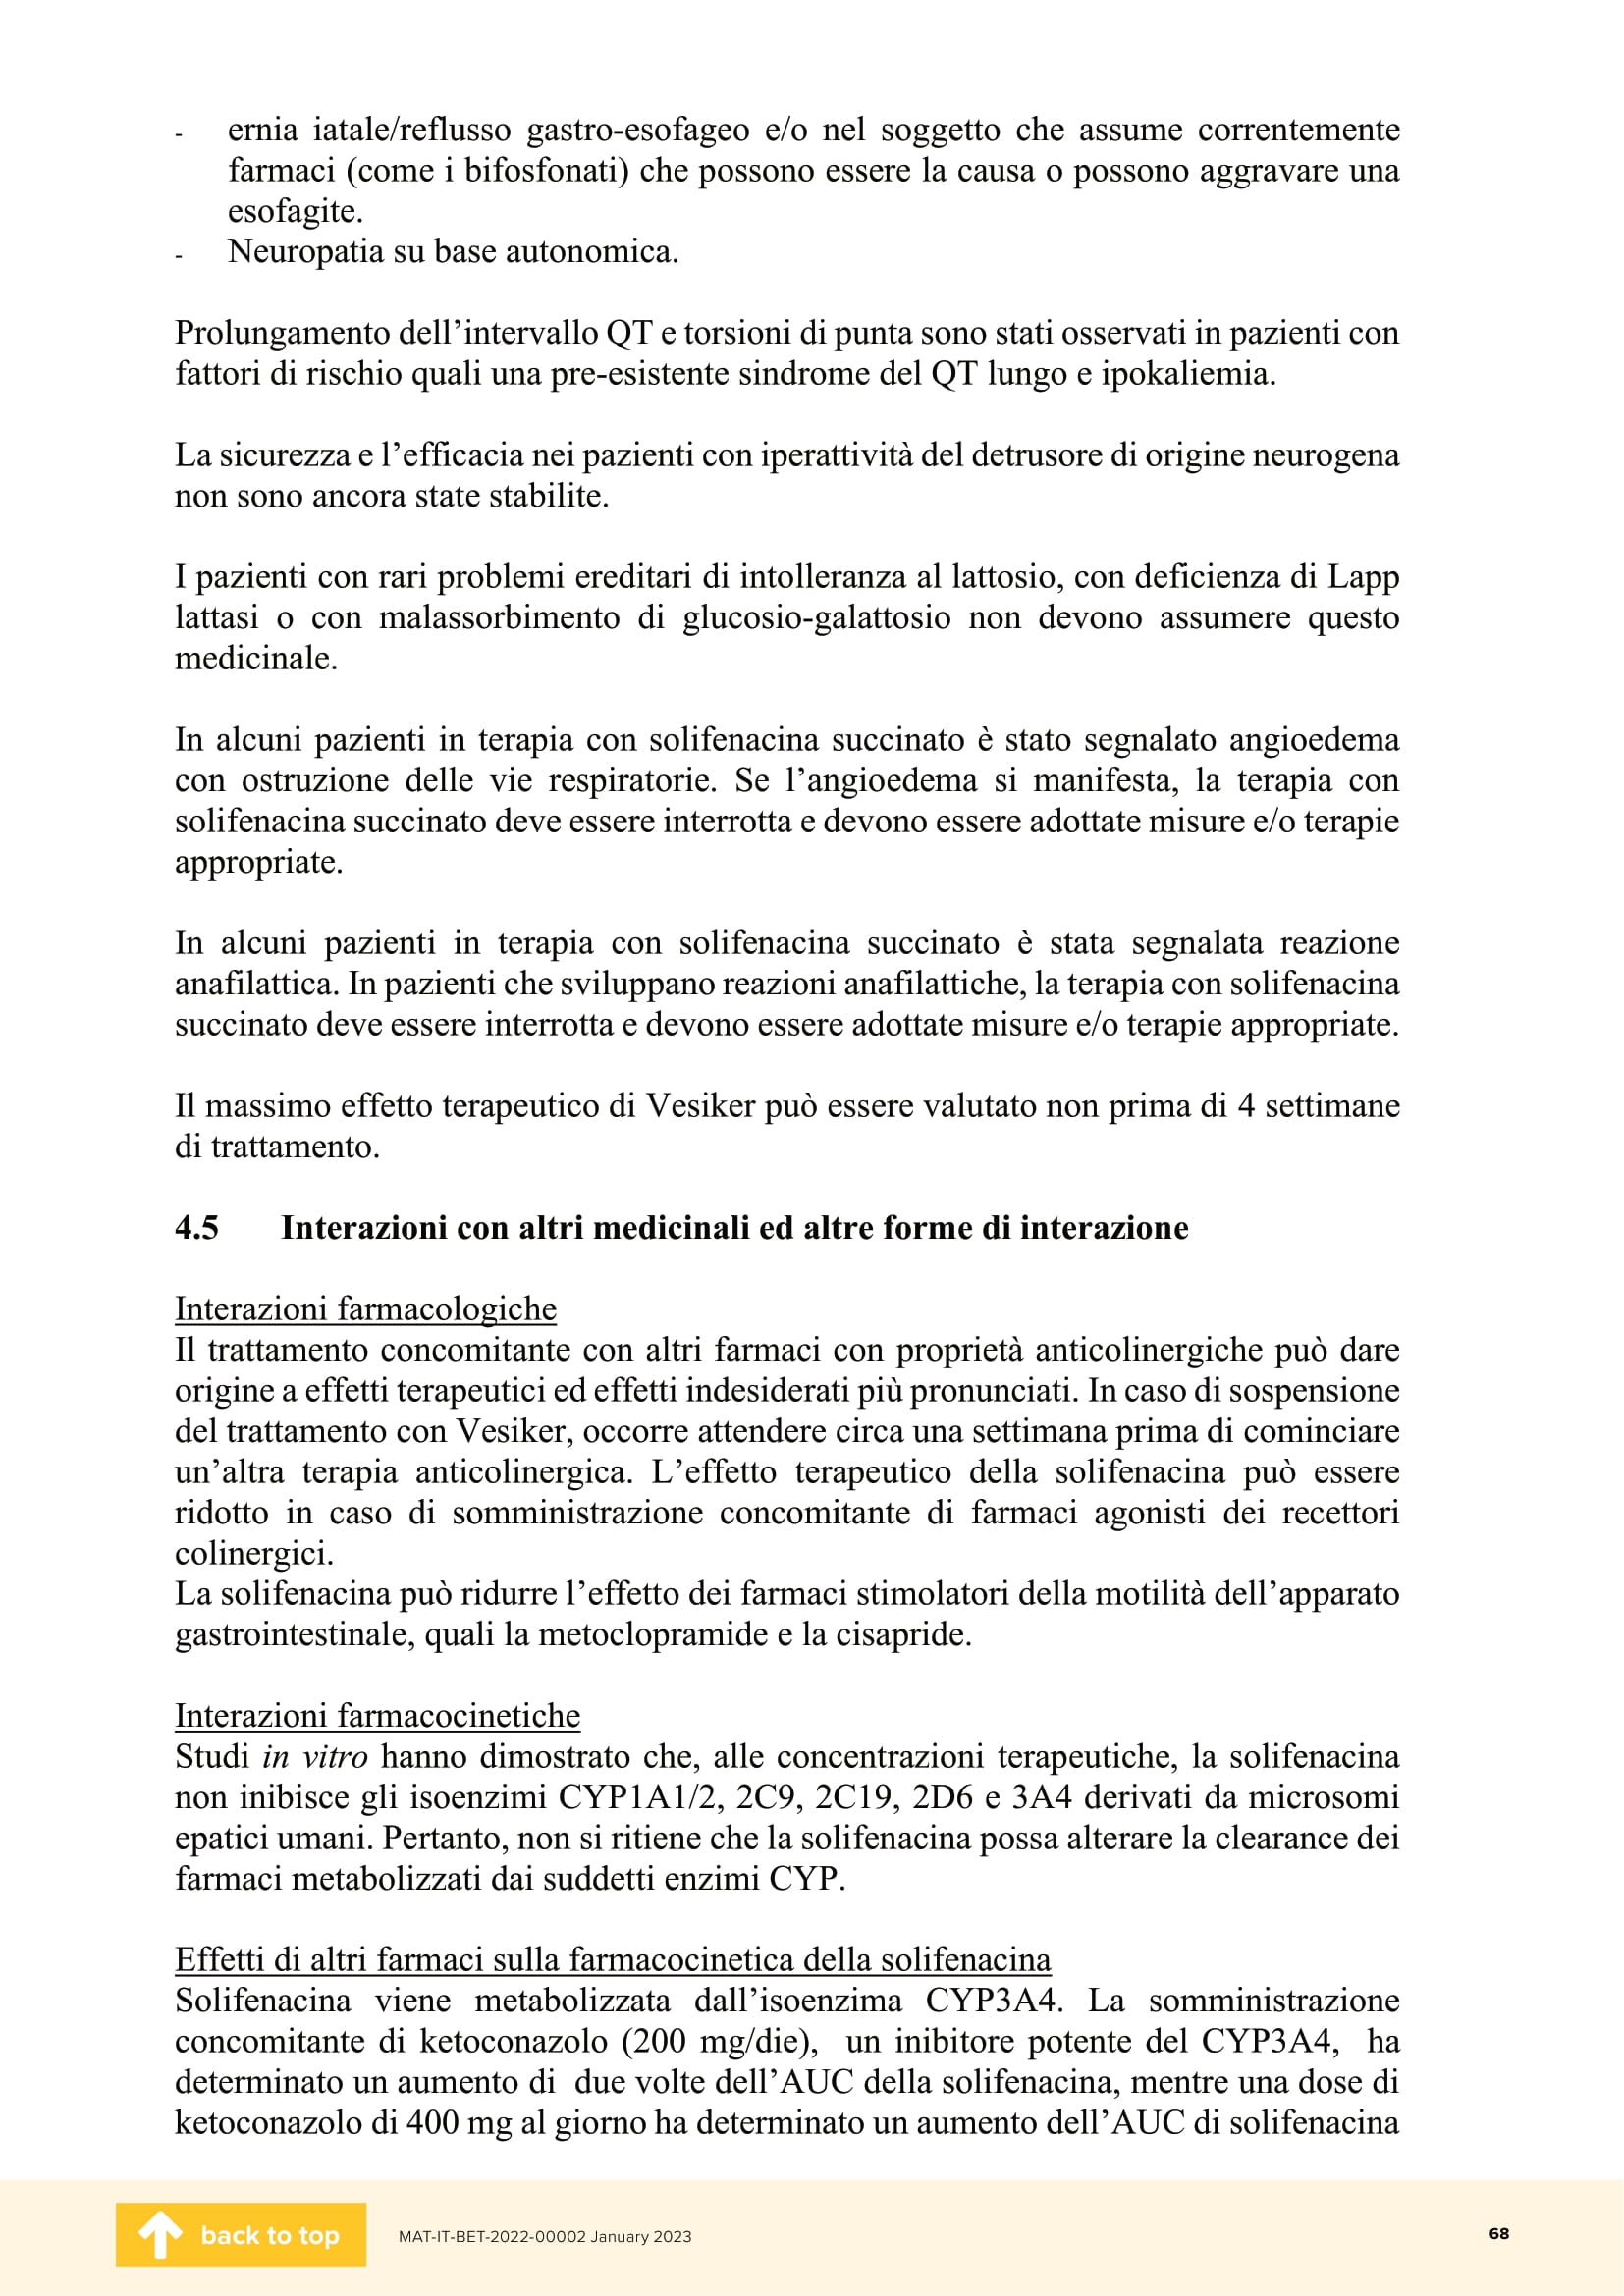 - ernia iatale/reflusso gastro-esofageo e/o nel soggetto che assume correntemente
farmaci (come i bifosfonati) che possono essere la causa o possono aggravare una
esofagite.
- Neuropatia su base autonomica.
Prolungamento dell’intervallo QT e torsioni di punta sono stati osservati in pazienti con
fattori di rischio quali una pre-esistente sindrome del QT lungo e ipokaliemia.
La sicurezza e l’efficacia nei pazienti con iperattività del detrusore di origine neurogena
non sono ancora state stabilite.
I pazienti con rari problemi ereditari di intolleranza al lattosio, con deficienza di Lapp
lattasi o con malassorbimento di glucosio-galattosio non devono assumere questo
medicinale.
In alcuni pazienti in terapia con solifenacina succinato è stato segnalato angioedema
con ostruzione delle vie respiratorie. Se l’angioedema si manifesta, la terapia con
solifenacina succinato deve essere interrotta e devono essere adottate misure e/o terapie
appropriate.
In alcuni pazienti in terapia con solifenacina succinato è stata segnalata reazione
anafilattica. In pazienti che sviluppano reazioni anafilattiche, la terapia con solifenacina
succinato deve essere interrotta e devono essere adottate misure e/o terapie appropriate.
Il massimo effetto terapeutico di Vesiker può essere valutato non prima di 4 settimane
di trattamento.
4.5 Interazioni con altri medicinali ed altre forme di interazione
Interazioni farmacologiche
Il trattamento concomitante con altri farmaci con proprietà anticolinergiche può dare
origine a effetti terapeutici ed effetti indesiderati più pronunciati. In caso di sospensione
del trattamento con Vesiker, occorre attendere circa una settimana prima di cominciare
un’altra terapia anticolinergica. L’effetto terapeutico della solifenacina può essere
ridotto in caso di somministrazione concomitante di farmaci agonisti dei recettori
colinergici.
La solifenacina può ridurre l’effetto dei farmaci stimolatori della motilità dell’apparato
gastrointestinale, quali la metoclopramide e la cisapride.
Interazioni farmacocinetiche
Studi in vitro hanno dimostrato che, alle concentrazioni terapeutiche, la solifenacina
non inibisce gli isoenzimi CYP1A1/2, 2C9, 2C19, 2D6 e 3A4 derivati da microsomi
epatici umani. Pertanto, non si ritiene che la solifenacina possa alterare la clearance dei
farmaci metabolizzati dai suddetti enzimi CYP.
Effetti di altri farmaci sulla farmacocinetica della solifenacina
Solifenacina viene metabolizzata dall’isoenzima CYP3A4. La somministrazione
concomitante di ketoconazolo (200 mg/die), un inibitore potente del CYP3A4, ha
determinato un aumento di due volte dell’AUC della solifenacina, mentre una dose di
ketoconazolo di 400 mg al giorno ha determinato un aumento dell’AUC di solifenacina
back to top
MAT-IT-BET-2022-00002 January 2023
68